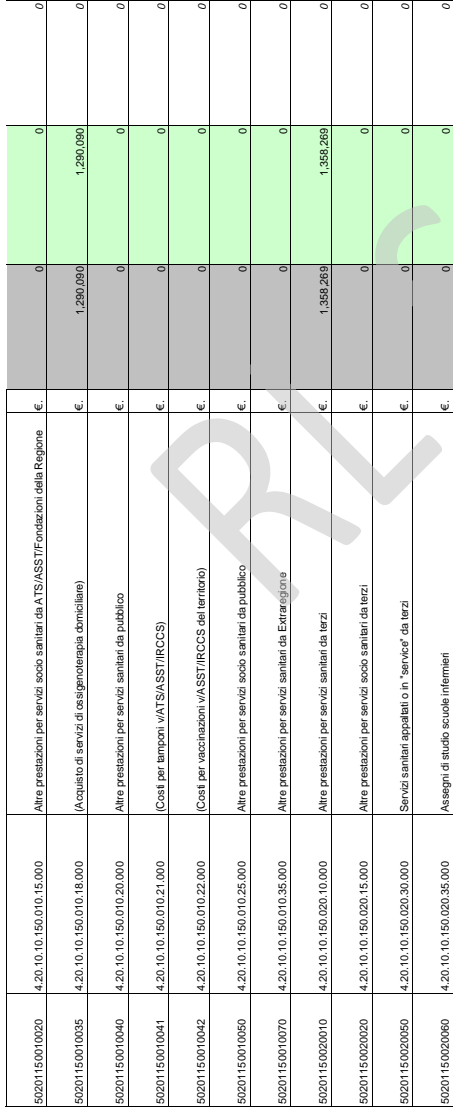 50201150010020 4.20.10.10.150.010.15.000 Altre prestazioni per servizi socio sanitari da ATS/ASST/Fondazioni della Regione €. 0 0 0
50201150010035 4.20.10.10.150.010.18.000 (Acquisto di servizi di ossigenoterapia domiciliare) €. 1,290,090 1,290,090 0
50201150010040 4.20.10.10.150.010.20.000 Altre prestazioni per servizi sanitari da pubblico €. 0 0 0
50201150010041 4.20.10.10.150.010.21.000 (Costi per tamponi v/ATS/ASST/IRCCS) €. 0 0 0
50201150010042 4.20.10.10.150.010.22.000 (Costi per vaccinazioni v/ASST/IRCCS del territorio) €. 0 0 0
50201150010050 4.20.10.10.150.010.25.000 Altre prestazioni per servizi socio sanitari da pubblico €. 0 0 0
50201150010070 4.20.10.10.150.010.35.000 Altre prestazioni per servizi sanitari da Extraregione €. 0 0 0
50201150020010 4.20.10.10.150.020.10.000 Altre prestazioni per servizi sanitari da terzi €. 1,358,269 1,358,269 0
50201150020020 4.20.10.10.150.020.15.000 Altre prestazioni per servizi socio sanitari da terzi €. 0 0 0
50201150020050 4.20.10.10.150.020.30.000 Servizi sanitari appaltati o in "service" da terzi €. 0 0 0
50201150020060 4.20.10.10.150.020.35.000 Assegni di studio scuole infermieri €. 0 0 0